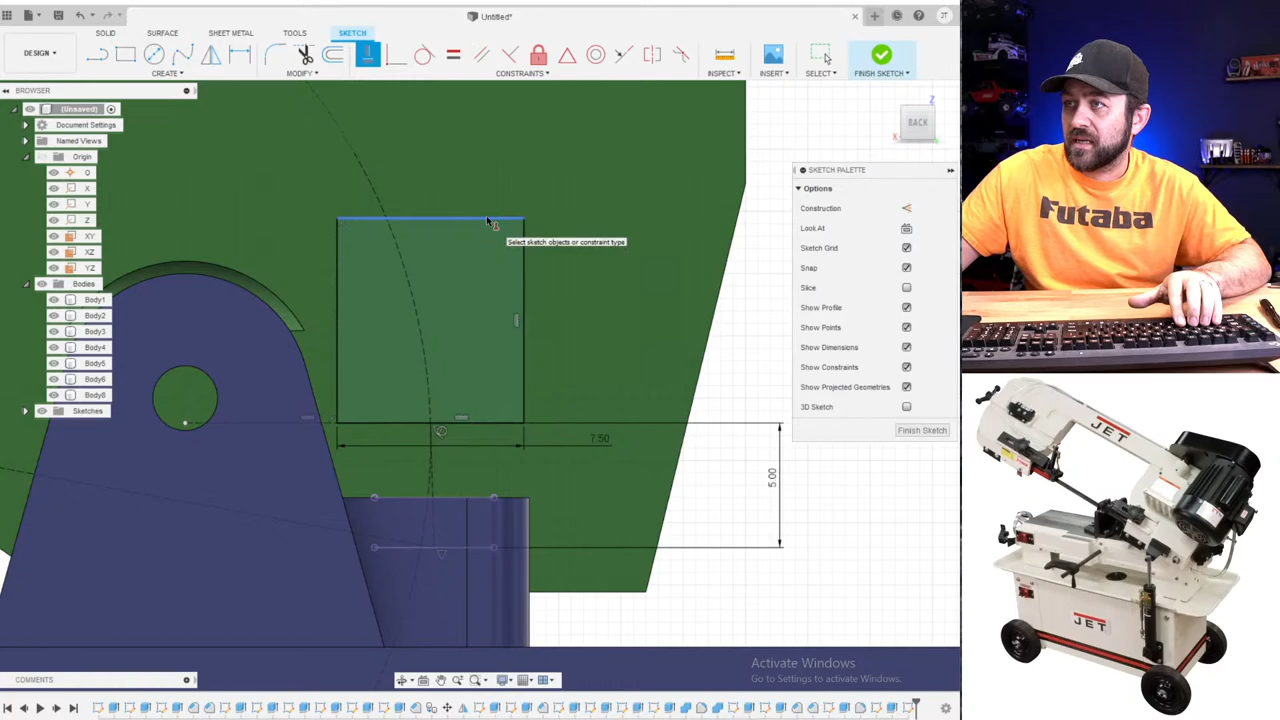 Untitled*
JT
DESIGN
SOLID
SURFACE
SHEET METAL
TOOLS
SKETCH
CREATE
MODIFY
CONSTRAINTS
INSPECT
INSERT
SELECT
FINISH SKETCH
BROWSER
(Unsaved)
Document Settings
Named Views
Origin
O
X
Y
Z
XY
XZ
YZ
Bodies
Body1
Body2
Body3
Body4
Body5
Body6
Body8
Sketches
Z
BACK
X
SKETCH PALETTE
Options
Construction
Look At
Sketch Grid
Snap
Slice
Show Profile
Show Points
Show Dimensions
Show Constraints
Show Projected Geometries
3D Sketch
Finish Sketch
Select sketch objects or constraint type
7.50
5.00
Activate Windows
Go to Settings to activate Windows.
COMMENTS
Futaba
JET
JET